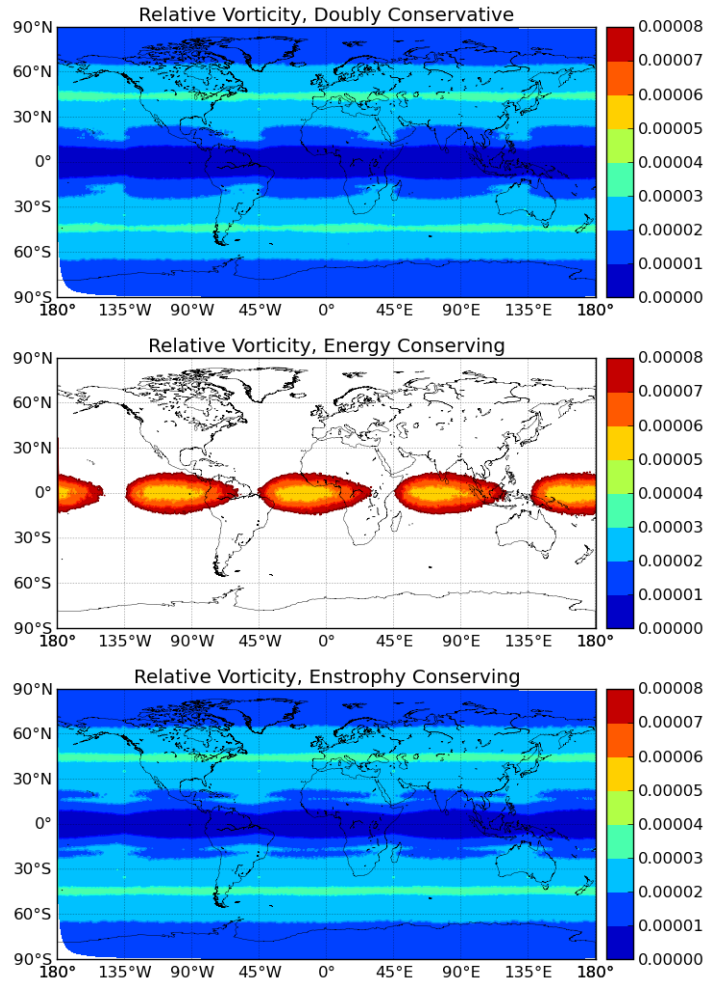 Relative Vorticity, Doubly Conservative
90°N
60°N
30°N
0°
30°S
60°S
90°S
180° 135°W 90°W 45°W 0° 45°E 90°E 135°E 180°
0.00008
0.00007
0.00006
0.00005
0.00004
0.00003
0.00002
0.00001
0.00000
Relative Vorticity, Energy Conserving
90°N
60°N
30°N
0°
30°S
60°S
90°S
180° 135°W 90°W 45°W 0° 45°E 90°E 135°E 180°
0.00008
0.00007
0.00006
0.00005
0.00004
0.00003
0.00002
0.00001
0.00000
Relative Vorticity, Enstrophy Conserving
90°N
60°N
30°N
0°
30°S
60°S
90°S
180° 135°W 90°W 45°W 0° 45°E 90°E 135°E 180°
0.00008
0.00007
0.00006
0.00005
0.00004
0.00003
0.00002
0.00001
0.00000